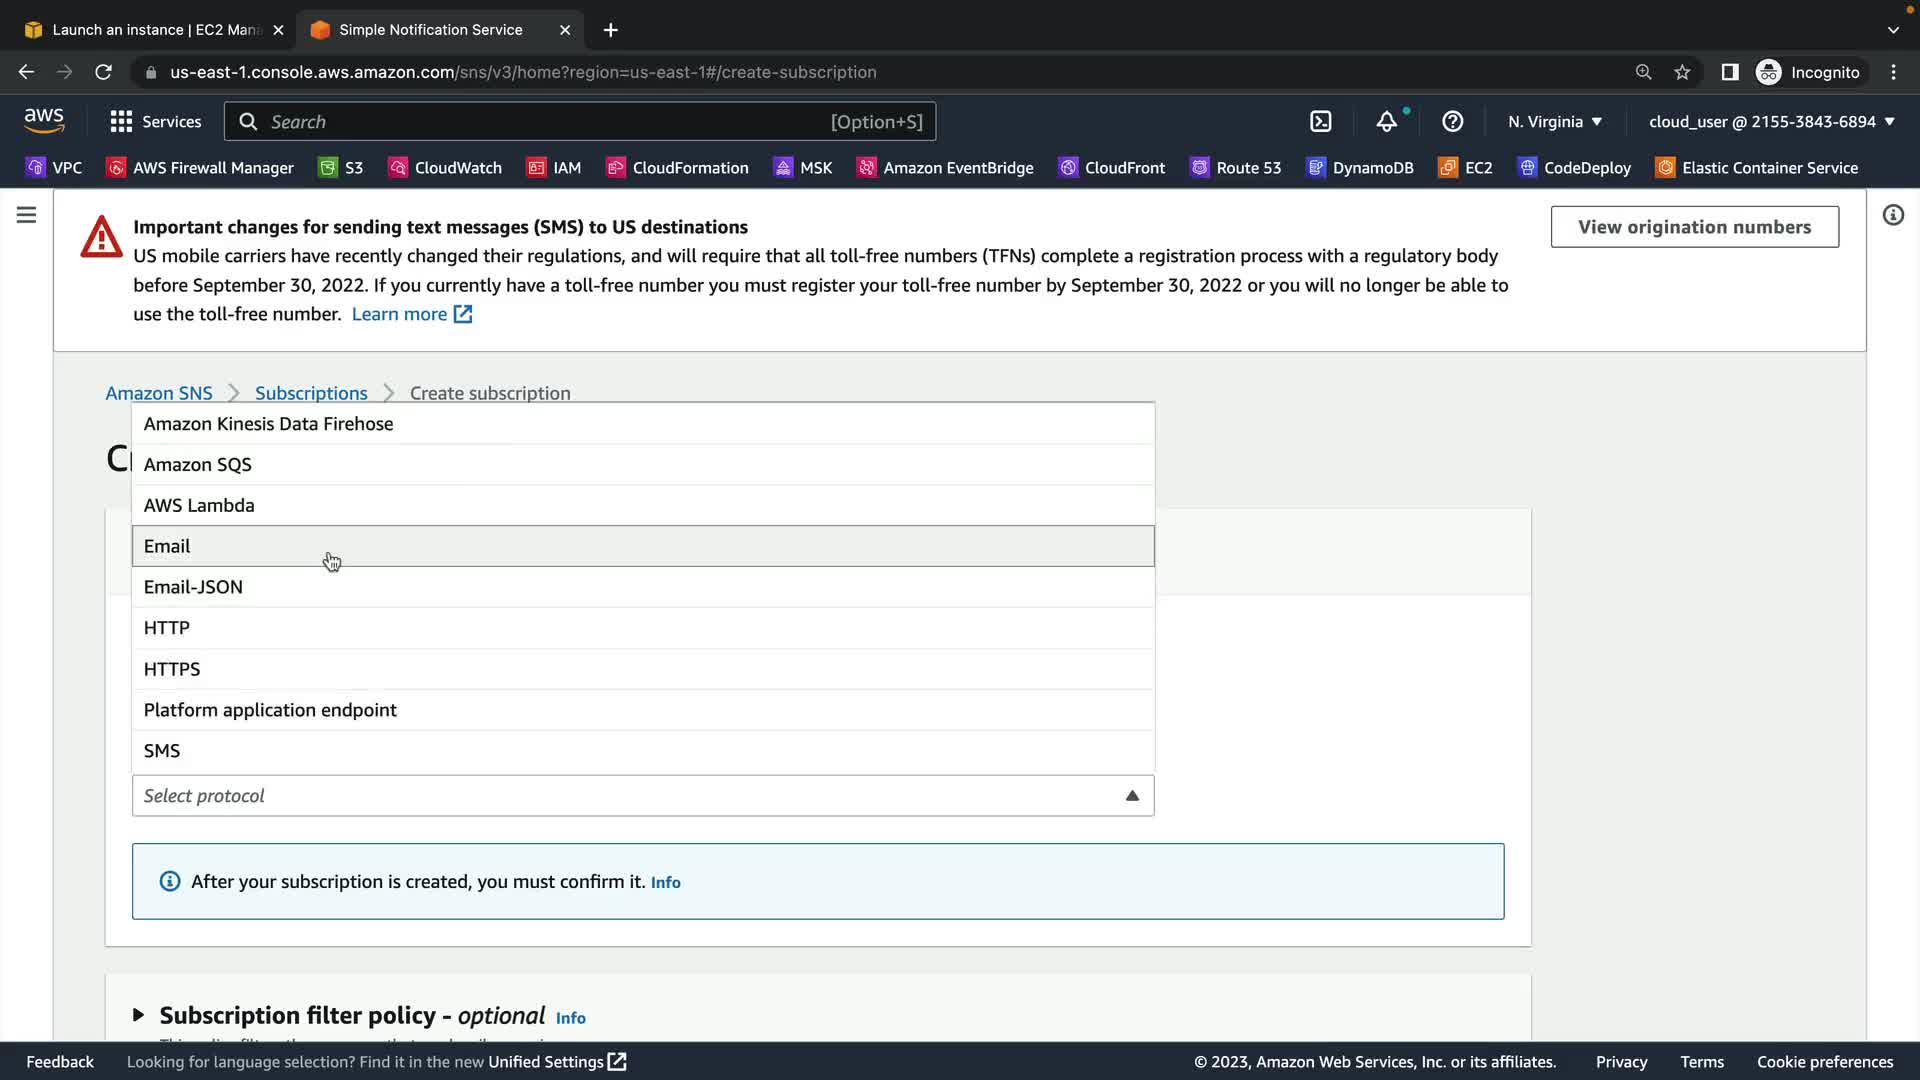 Launch an instance | EC2 Mana
Simple Notification Service
us-east-1.console.aws.amazon.com/sns/v3/home?region=us-east-1#/create-subscription
Incognito
aws
Services
Search
[Option+S]
N. Virginia
cloud_user @ 2155-3843-6894
VPC
AWS Firewall Manager
S3
CloudWatch
IAM
CloudFormation
MSK
Amazon EventBridge
CloudFront
Route 53
DynamoDB
EC2
CodeDeploy
Elastic Container Service
Important changes for sending text messages (SMS) to US destinations
US mobile carriers have recently changed their regulations, and will require that all toll-free numbers (TFNs) complete a registration process with a regulatory body
before September 30, 2022. If you currently have a toll-free number you must register your toll-free number by September 30, 2022 or you will no longer be able to
use the toll-free number. Learn more
View origination numbers
Amazon SNS
Subscriptions
Create subscription
Amazon Kinesis Data Firehose
Amazon SQS
AWS Lambda
Email
Email-JSON
HTTP
HTTPS
Platform application endpoint
SMS
Select protocol
After your subscription is created, you must confirm it. Info
Subscription filter policy - optional Info
Feedback
Looking for language selection? Find it in the new Unified Settings
© 2023, Amazon Web Services, Inc. or its affiliates.
Privacy
Terms
Cookie preferences